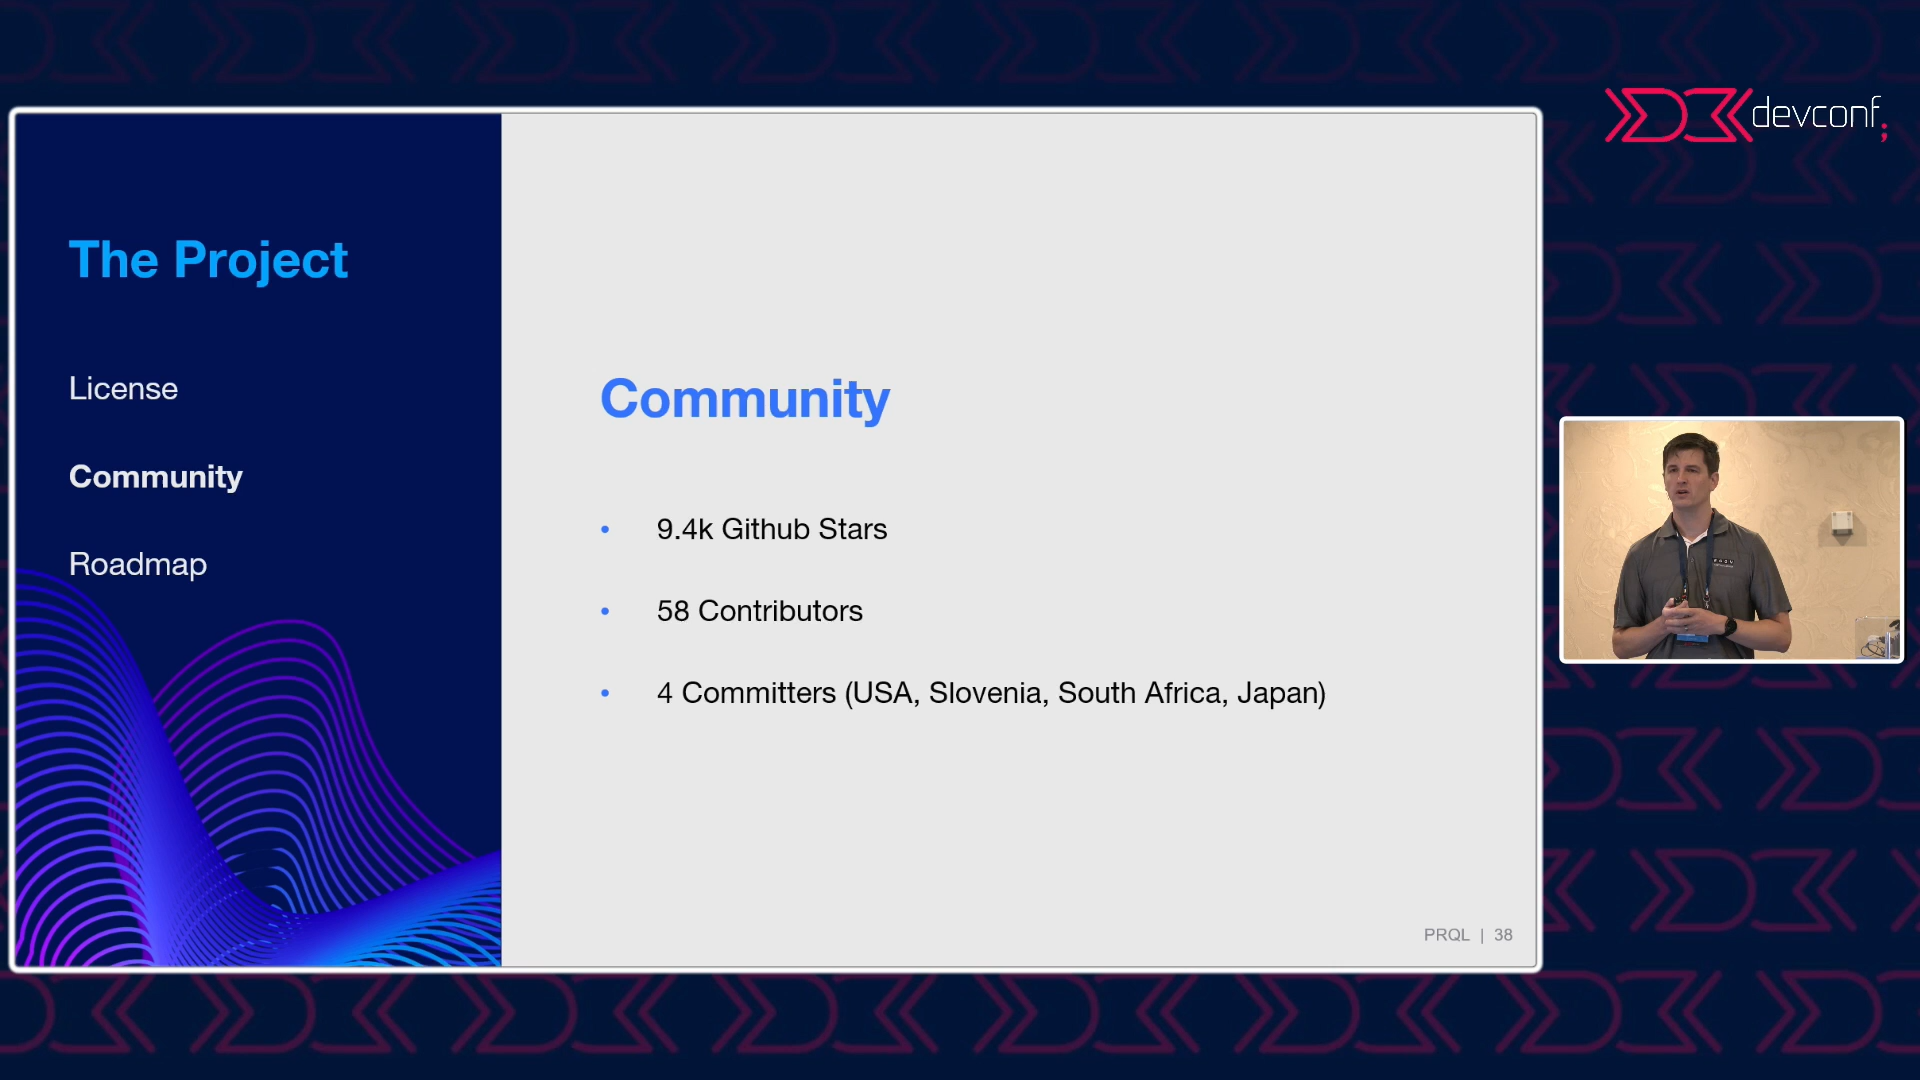 devconf;
The Project
License
Community
Roadmap
Community
• 9.4k Github Stars
• 58 Contributors
• 4 Committers (USA, Slovenia, South Africa, Japan)
PRQL | 38